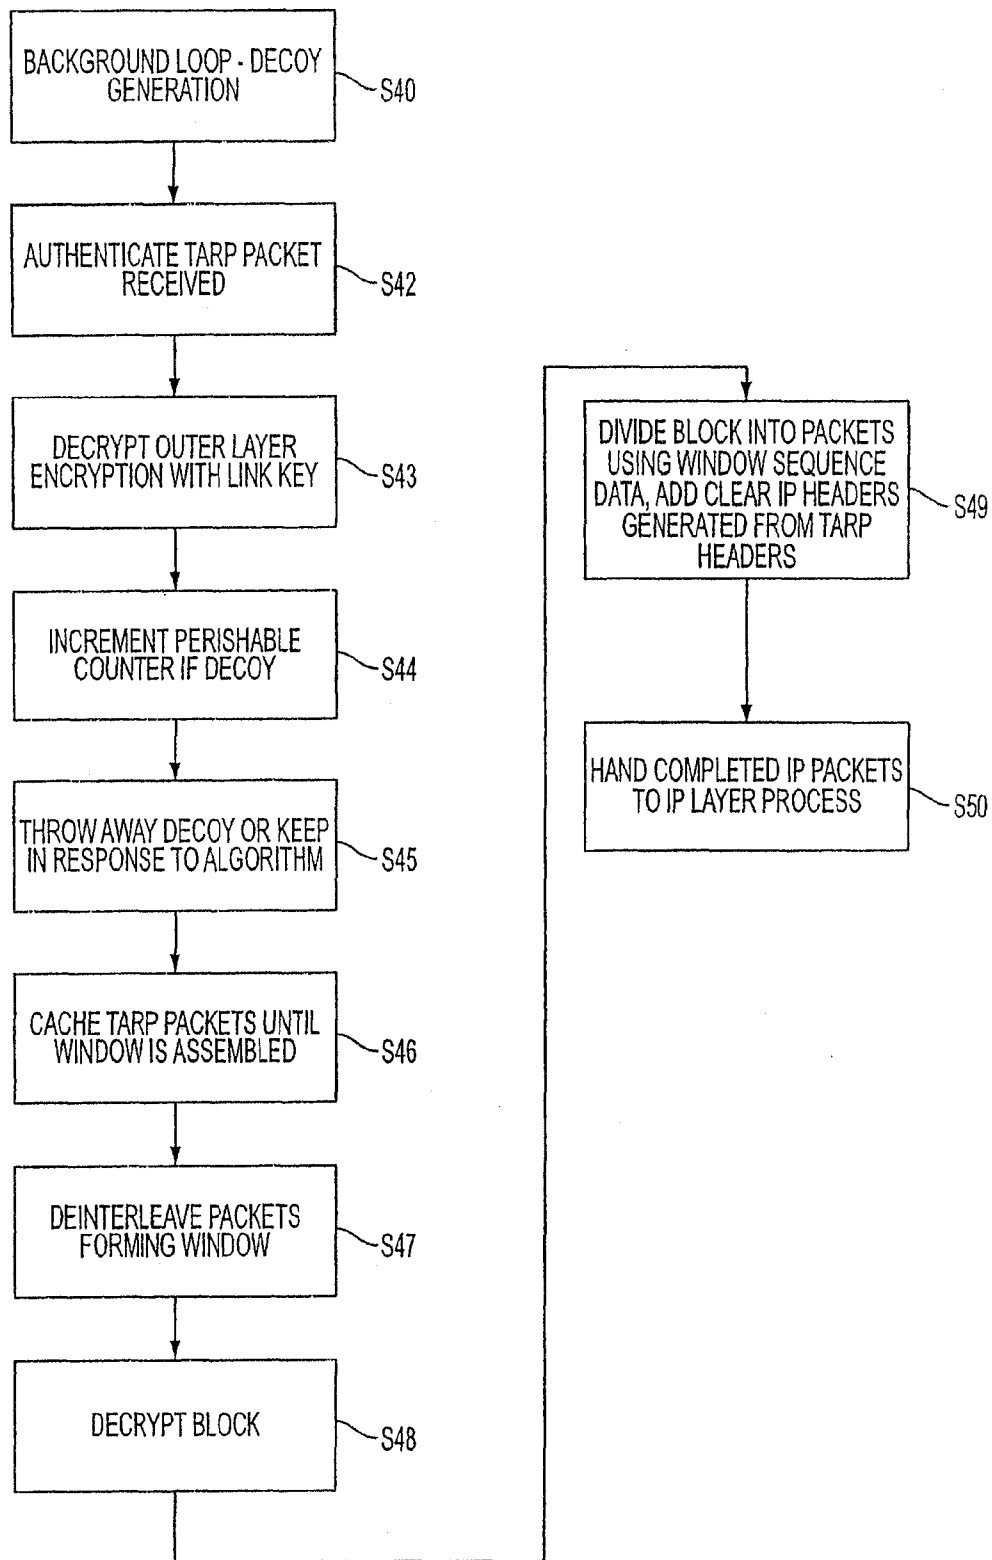 BACKGROUND LOOP - DECOY
GENERATION
S40
AUTHENTICATE TARP PACKET
RECEIVED
S42
DECRYPT OUTER LAYER
ENCRYPTION WITH LINK KEY
S43
INCREMENT PERISHABLE
COUNTER IF DECOY
S44
THROW AWAY DECOY OR KEEP
IN RESPONSE TO ALGORITHM
S45
CACHE TARP PACKETS UNTIL
WINDOW IS ASSEMBLED
S46
DEINTERLEAVE PACKETS
FORMING WINDOW
S47
DECRYPT BLOCK
S48
DIVIDE BLOCK INTO PACKETS
USING WINDOW SEQUENCE
DATA, ADD CLEAR IP HEADERS
GENERATED FROM TARP
HEADERS
S49
HAND COMPLETED IP PACKETS
TO IP LAYER PROCESS
S50